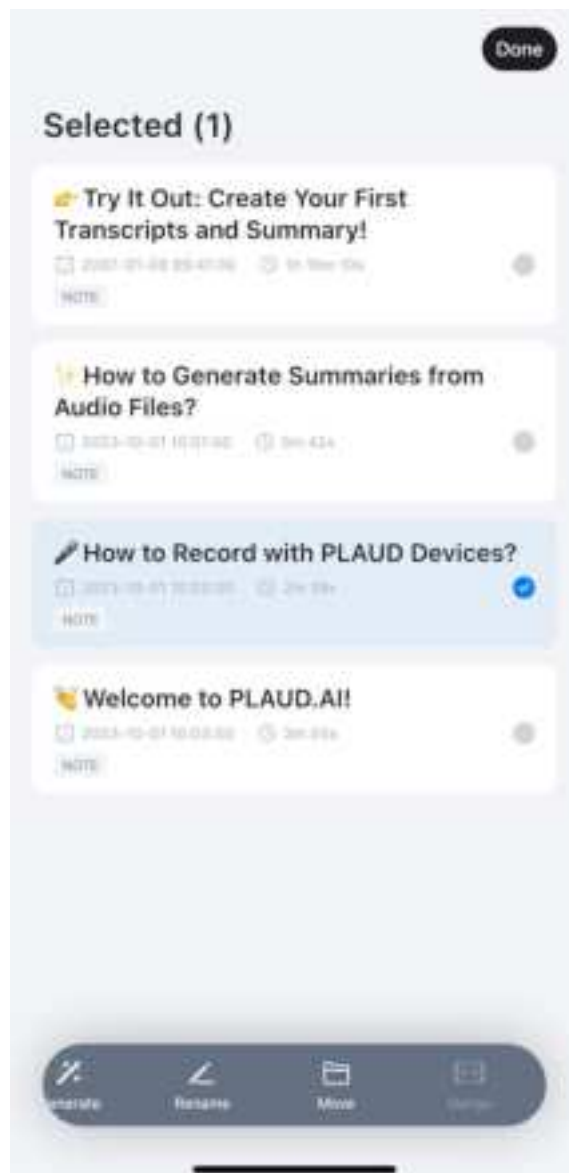 Done
Selected (1)
👉 Try It Out: Create Your First
Transcripts and Summary!
NOTE
✨ How to Generate Summaries from
Audio Files?
NOTE
🎤 How to Record with PLAUD Devices?
NOTE
👏 Welcome to PLAUD.AI!
NOTE
Rename Move